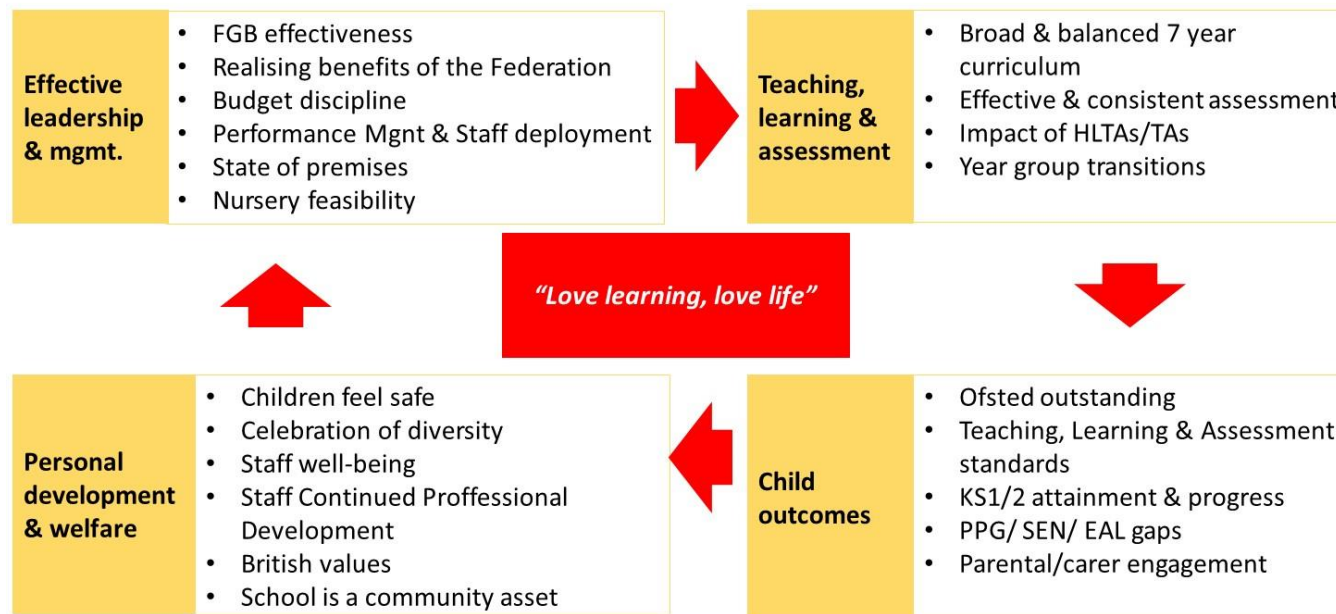 Effective
leadership
& mgmt.
• FGB effectiveness
• Realising benefits of the Federation
• Budget discipline
• Performance Mgnt & Staff deployment
• State of premises
• Nursery feasibility
Teaching,
learning &
assessment
• Broad & balanced 7 year
curriculum
• Effective & consistent assessment
• Impact of HLTAs/TAs
• Year group transitions
“Love learning, love life”
Personal
development
& welfare
• Children feel safe
• Celebration of diversity
• Staff well-being
• Staff Continued Proffessional
Development
• British values
• School is a community asset
Child
outcomes
• Ofsted outstanding
• Teaching, Learning & Assessment
standards
• KS1/2 attainment & progress
• PPG/ SEN/ EAL gaps
• Parental/carer engagement